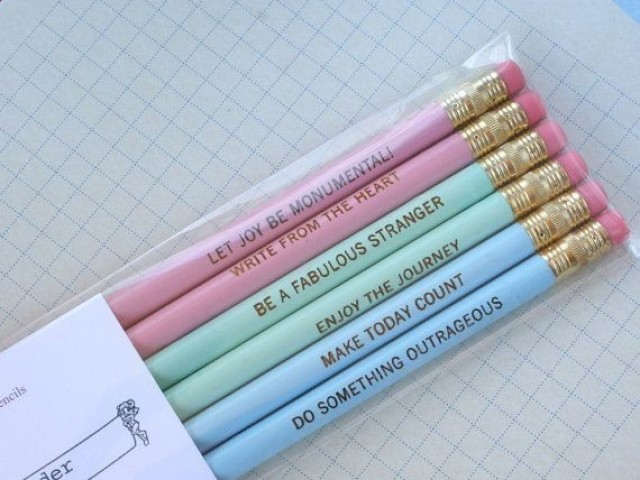 LET JOY BE MONUMENTAL!
WRITE FROM THE HEART
BE A FABULOUS STRANGER
ENJOY THE JOURNEY
MAKE TODAY COUNT
DO SOMETHING OUTRAGEOUS